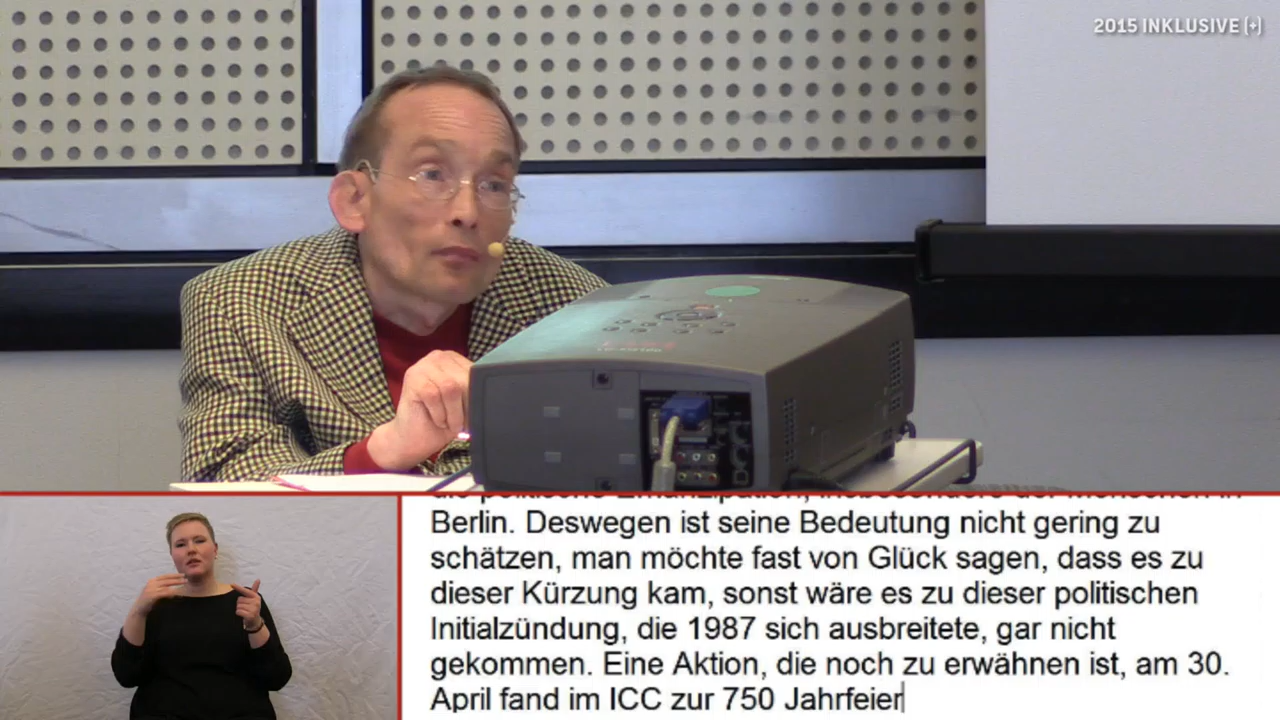 2015 INKLUSIVE (+)
Berlin. Deswegen ist seine Bedeutung nicht gering zu
schätzen, man möchte fast von Glück sagen, dass es zu
dieser Kürzung kam, sonst wäre es zu dieser politischen
Initialzündung, die 1987 sich ausbreitete, gar nicht
gekommen. Eine Aktion, die noch zu erwähnen ist, am 30.
April fand im ICC zur 750 Jahrfeier